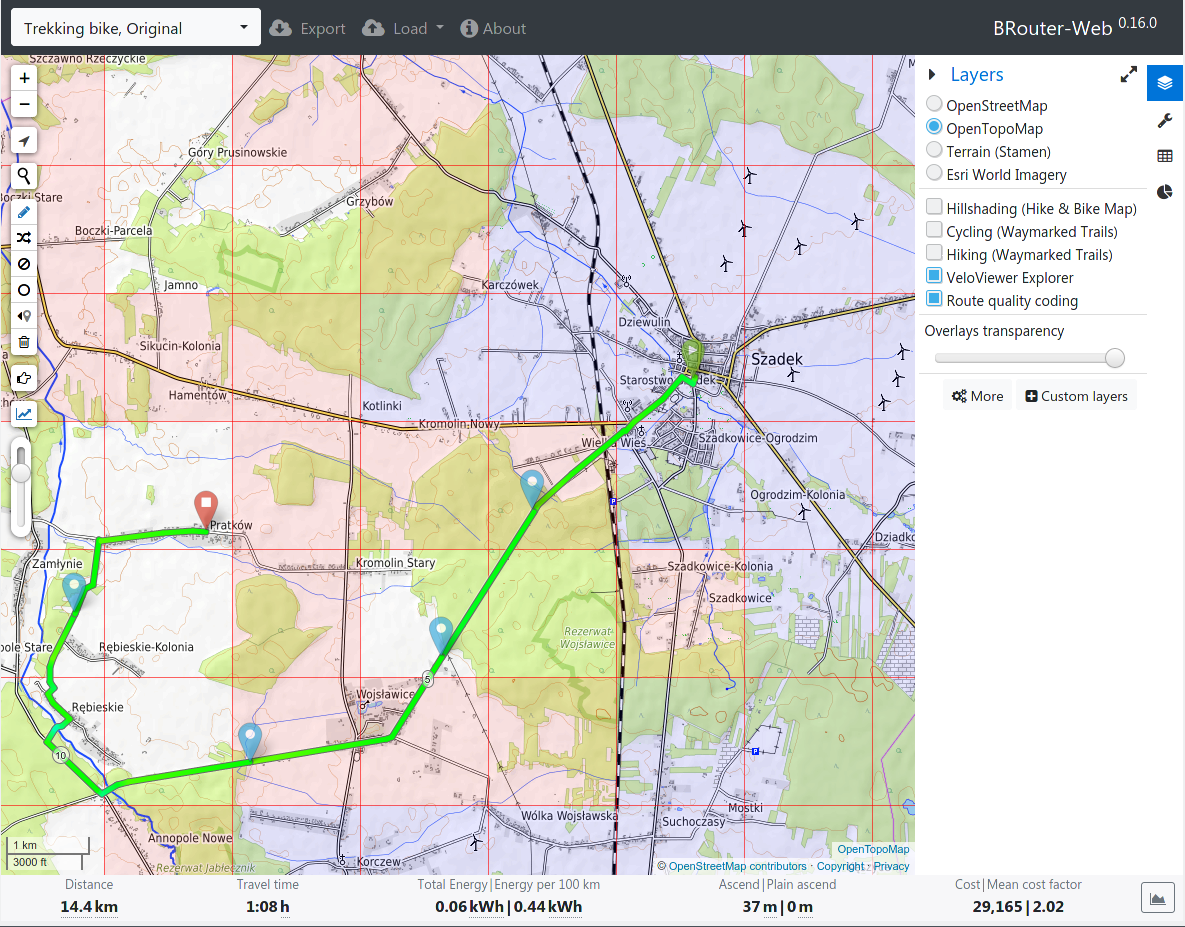 Trekking bike, Original
Export
Load
About
BRouter-Web 0.16.0
Szczawno Rzeczyckie
Góry Prusinowskie
Boczki Stare
Grzybów
Boczki-Parcela
Jamno
Karczówek
Dziewulin
Sikucin-Kolonia
Szadek
Hamentów
Kotlinki
Kromolin Nowy
Wielka Wieś
Szadkowice-Ogrodzim
Ogrodzim-Kolonia
Pratków
Zamłynie
Kromolin Stary
Szadkowice-Kolonia
Szadkowice
Rezerwat-
Wojsławice
Rębieskie-Kolonia
5
Wojsławice
Rębieskie
10
Mostki
Wólka Wojsławska
Suchoczasy
Annopole Nowe
Korczew
Rezerwat Jabłecznik
1 km
3000 ft
OpenTopoMap
© OpenStreetMap contributors · Copyright · Privacy
Layers
OpenStreetMap
OpenTopoMap
Terrain (Stamen)
Esri World Imagery
Hillshading (Hike & Bike Map)
Cycling (Waymarked Trails)
Hiking (Waymarked Trails)
VeloViewer Explorer
Route quality coding
Overlays transparency
More
Custom layers
Distance
14.4 km
Travel time
1:08 h
Total Energy|Energy per 100 km
0.06 kWh | 0.44 kWh
Ascend|Plain ascend
37 m | 0 m
Cost|Mean cost factor
29,165 | 2.02